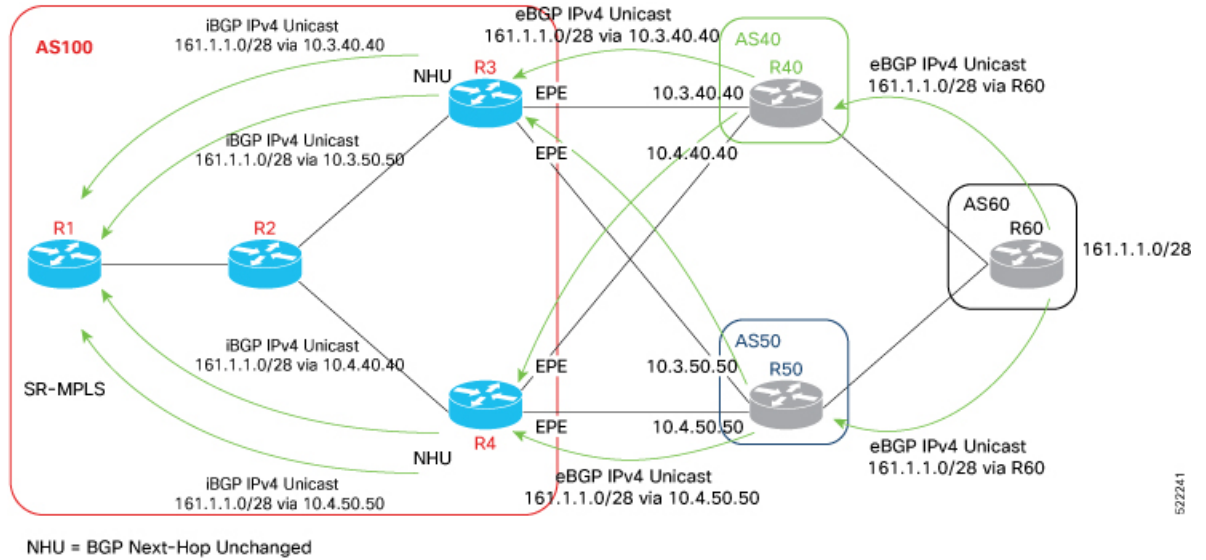 AS100
iBGP IPv4 Unicast
161.1.1.0/28 via 10.3.40.40
eBGP IPv4 Unicast
161.1.1.0/28 via 10.3.40.40
AS40
R40
eBGP IPv4 Unicast
161.1.1.0/28 via R60
NHU
R3
EPE
10.3.40.40
iBGP IPv4 Unicast
161.1.1.0/28 via 10.3.50.50
EPE
10.4.40.40
AS60
R60
161.1.1.0/28
R1
R2
iBGP IPv4 Unicast
161.1.1.0/28 via 10.4.40.40
SR-MPLS
EPE
10.3.50.50
AS50
R50
R4
EPE
10.4.50.50
NHU
iBGP IPv4 Unicast
161.1.1.0/28 via 10.4.50.50
eBGP IPv4 Unicast
161.1.1.0/28 via 10.4.50.50
eBGP IPv4 Unicast
161.1.1.0/28 via R60
522241
NHU = BGP Next-Hop Unchanged